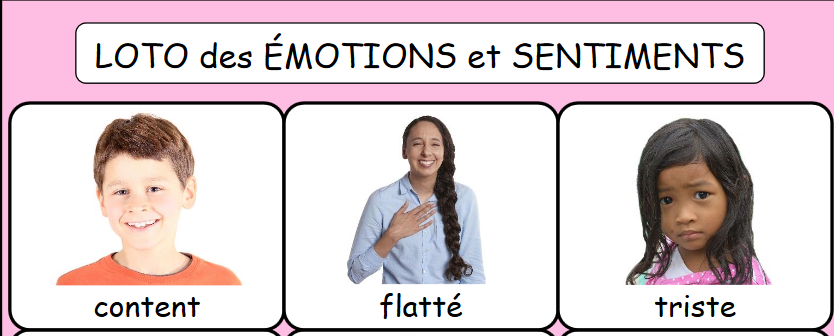 LOTO des ÉMOTIONS et SENTIMENTS
content flatté triste